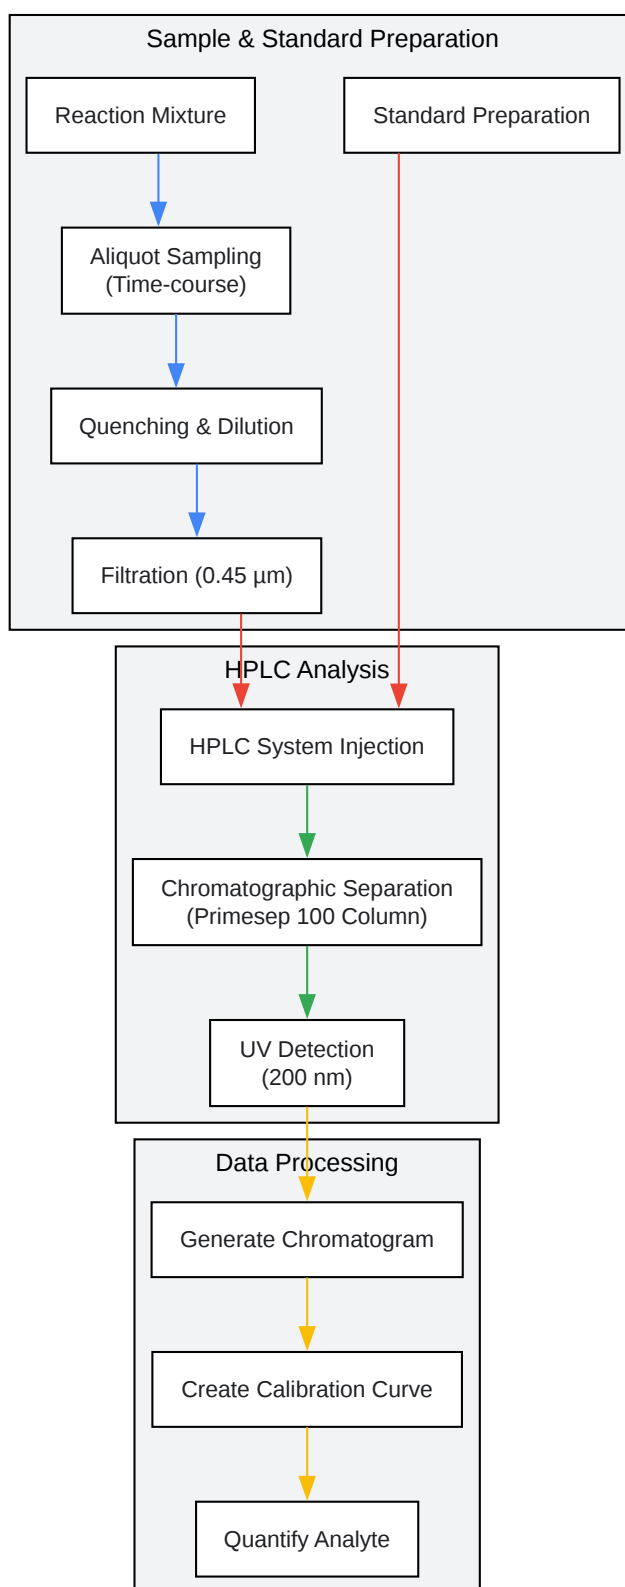 Sample & Standard Preparation
Reaction Mixture
Standard Preparation
Aliquot Sampling
(Time-course)
Quenching & Dilution
Filtration (0.45 µm)
HPLC Analysis
HPLC System Injection
Chromatographic Separation
(Primesep 100 Column)
UV Detection
(200 nm)
Data Processing
Generate Chromatogram
Create Calibration Curve
Quantify Analyte